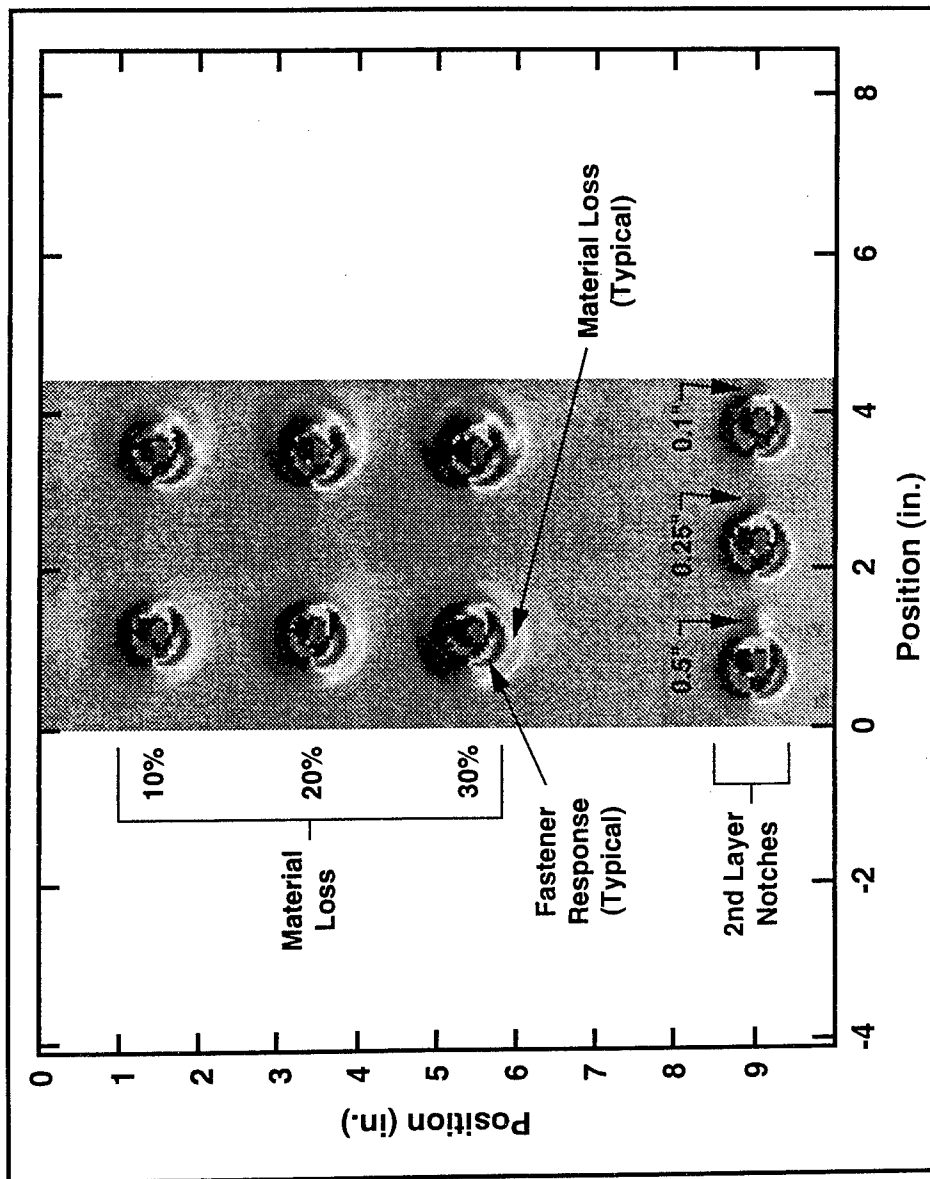 Position (in.)
0
1
2
3
4
5
6
7
8
9
-4
-2
0
2
4
6
8
Position (in.)
Material
Loss
10%
20%
30%
Fastener
Response
(Typical)
Material Loss
(Typical)
2nd Layer
Notches
0.5"
0.25"
0.1"